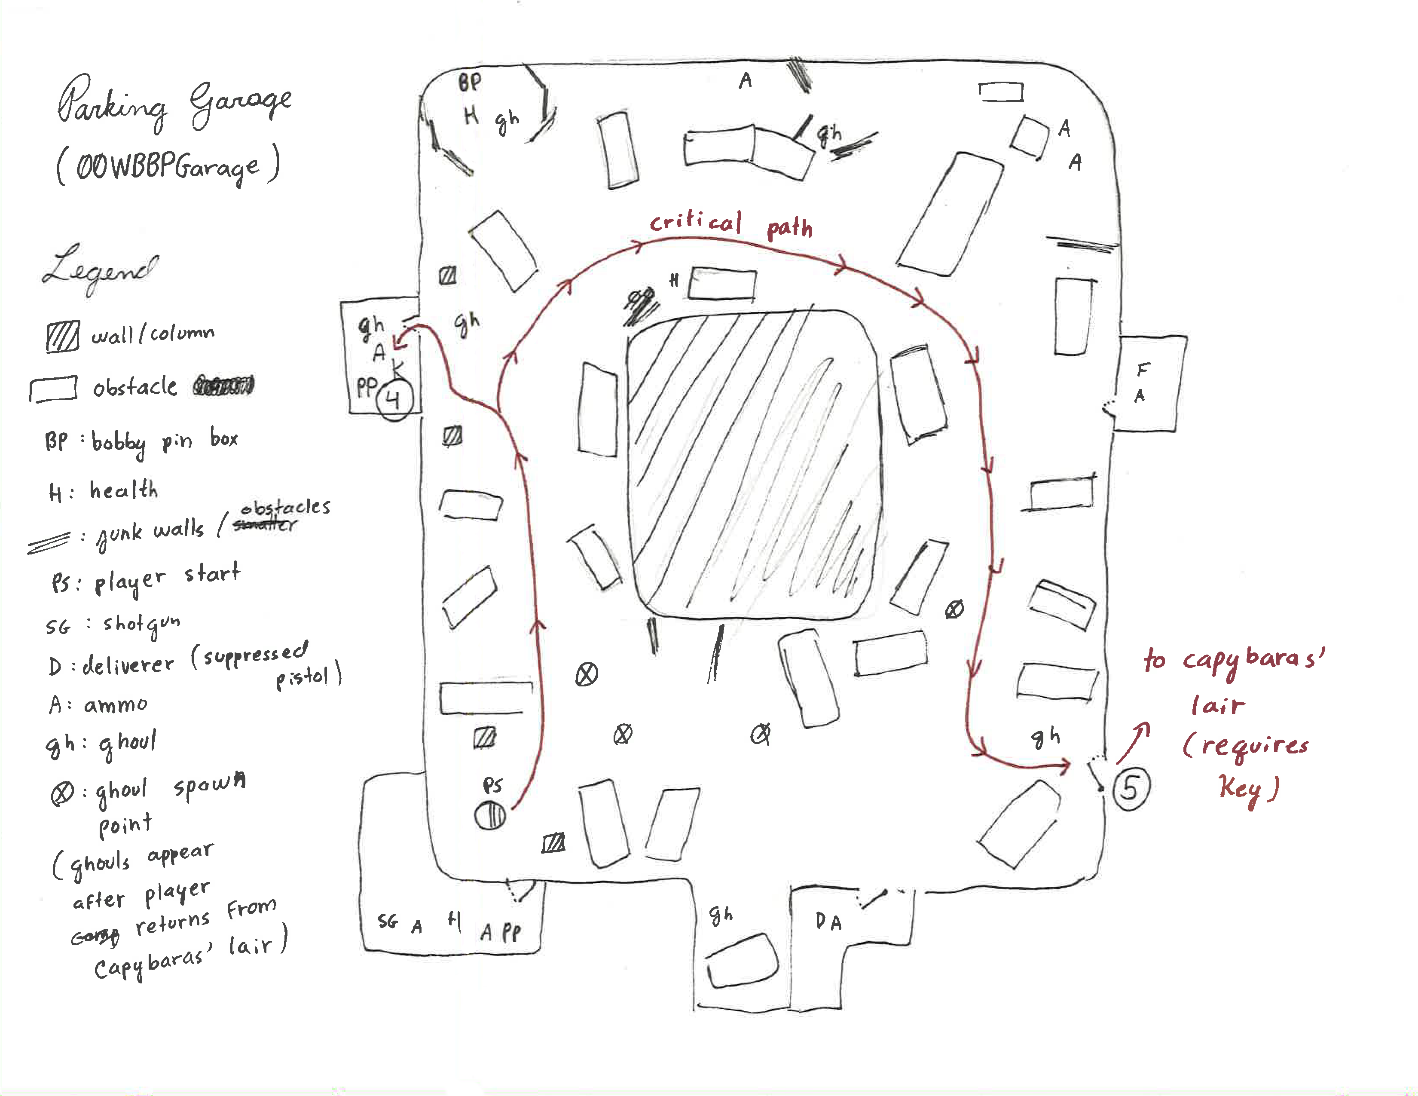 Parking Garage
(00WBBPGarage)
Legend
wall/column
obstacle
BP : bobby pin box
H: health
: junk walls / obstacles
smaller
PS: player start
SG : shotgun
D: deliverer (suppressed
pistol)
A: ammo
gh: ghoul
: ghoul spawn
point
(ghouls appear
after player
returns from
Capybaras' lair)
BP
H gh
A
gh
A
A
critical path
H
gh
A
K
PP
4
gh
F
A
PS
gh
5
to capybaras'
lair
(requires
key)
SG A H A PP
gh
D A